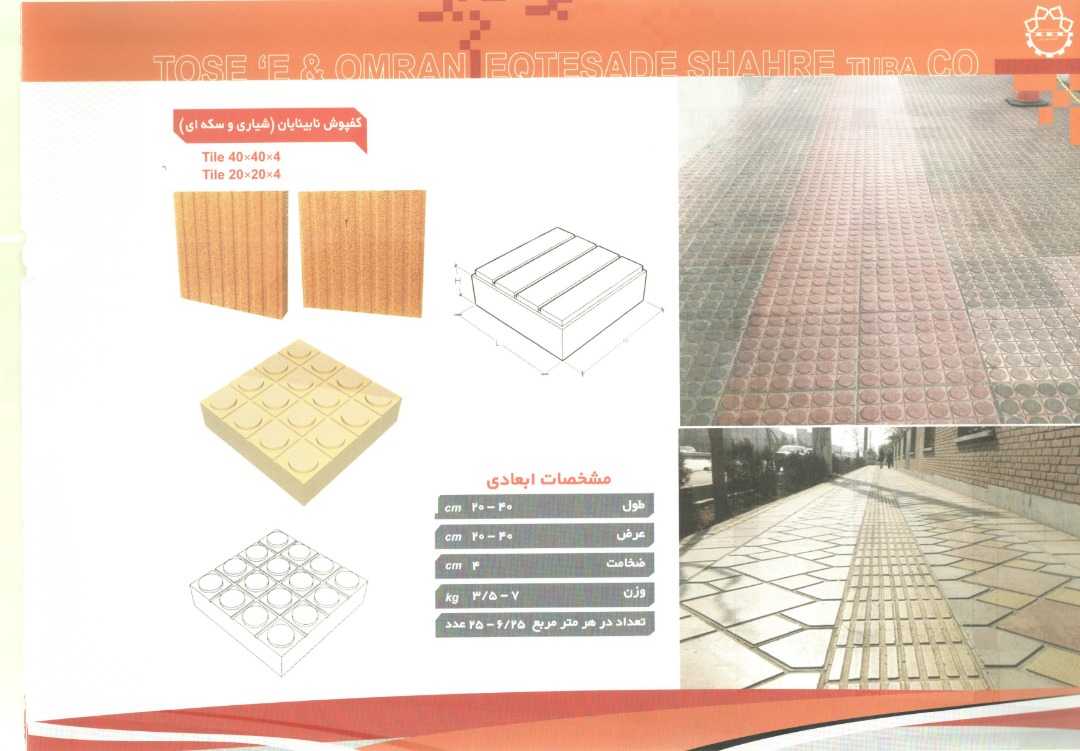 TOSE 'E & OMRAN EQTESADE SHAHRE TUBA CO
کفپوش نابینایان (شیاری و سکه ای)
Tile 40×40×4
Tile 20×20×4
H
L
مشخصات ابعادی
طول ۲۰ – ۴۰ cm
عرض ۲۰ – ۴۰ cm
ضخامت ۴ cm
وزن ۳/۵ – ۷ kg
تعداد در هر متر مربع ۶/۲۵ – ۲۵ عدد